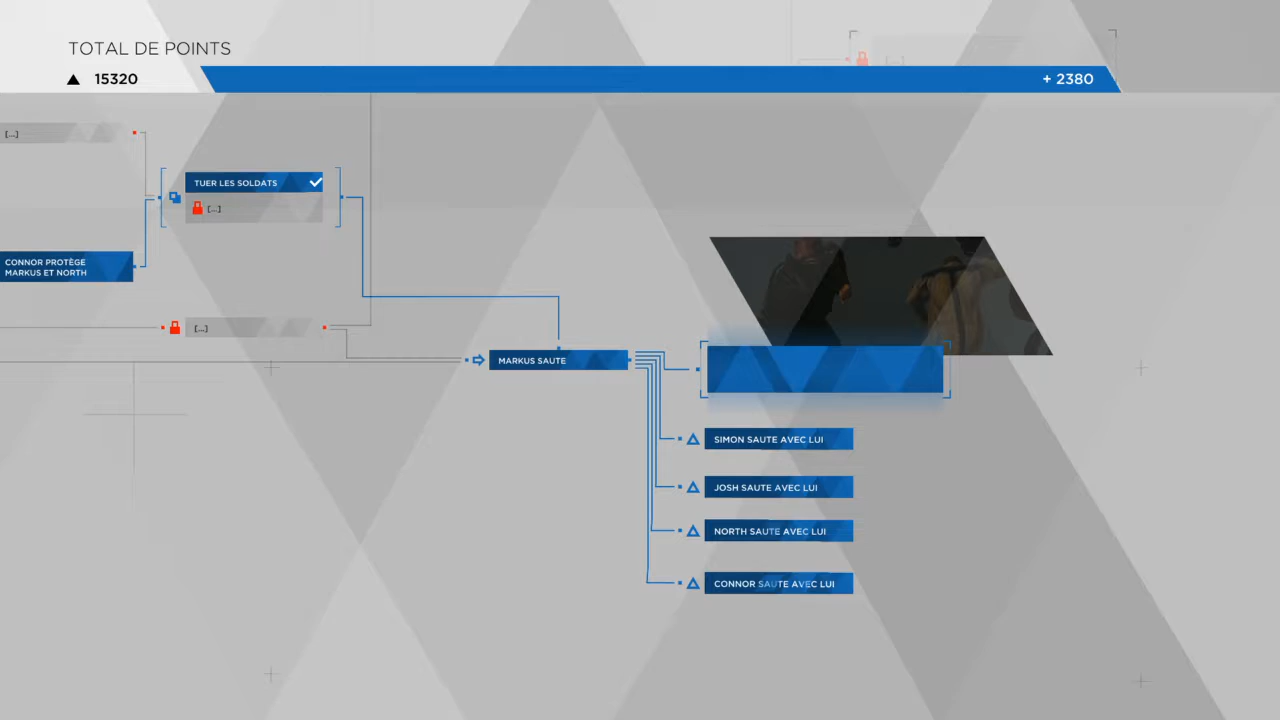 TOTAL DE POINTS
15320
+ 2380
[...]
TUER LES SOLDATS
[...]
CONNOR PROTÈGE
MARKUS ET NORTH
[...]
MARKUS SAUTE
SIMON SAUTE AVEC LUI
JOSH SAUTE AVEC LUI
NORTH SAUTE AVEC LUI
CONNOR SAUTE AVEC LUI